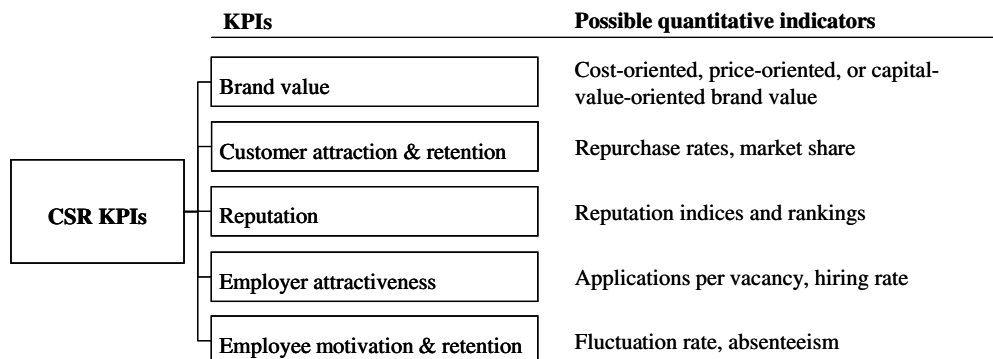 KPIs
Possible quantitative indicators
Brand value
Cost-oriented, price-oriented, or capital-
value-oriented brand value
Customer attraction & retention
Repurchase rates, market share
CSR KPIs
Reputation
Reputation indices and rankings
Employer attractiveness
Applications per vacancy, hiring rate
Employee motivation & retention
Fluctuation rate, absenteeism